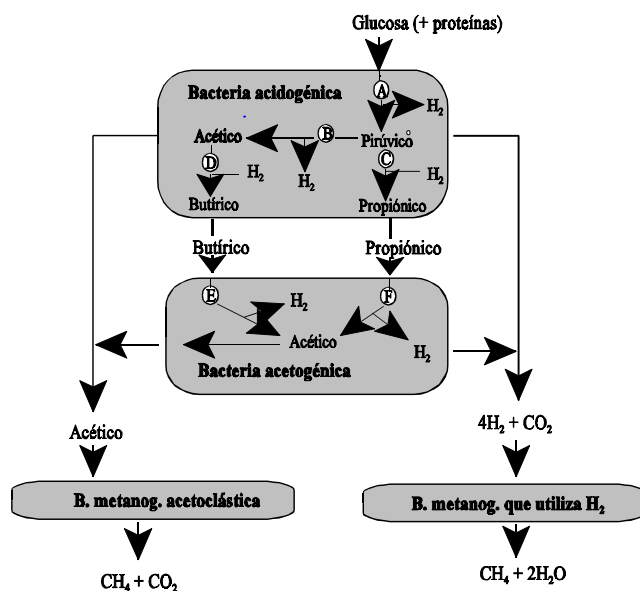 Glucosa (+ proteínas)
A
Bacteria acidogénica
H₂
Acético
B
Pirúvico
D
C
H₂
H₂
H₂
Butírico
Propiónico
Butírico
Propiónico
E
F
H₂
Acético
H₂
Bacteria acetogénica
Acético
4H₂ + CO₂
B. metanog. acetoclástica
B. metanog. que utiliza H₂
CH₄ + CO₂
CH₄ + 2H₂O